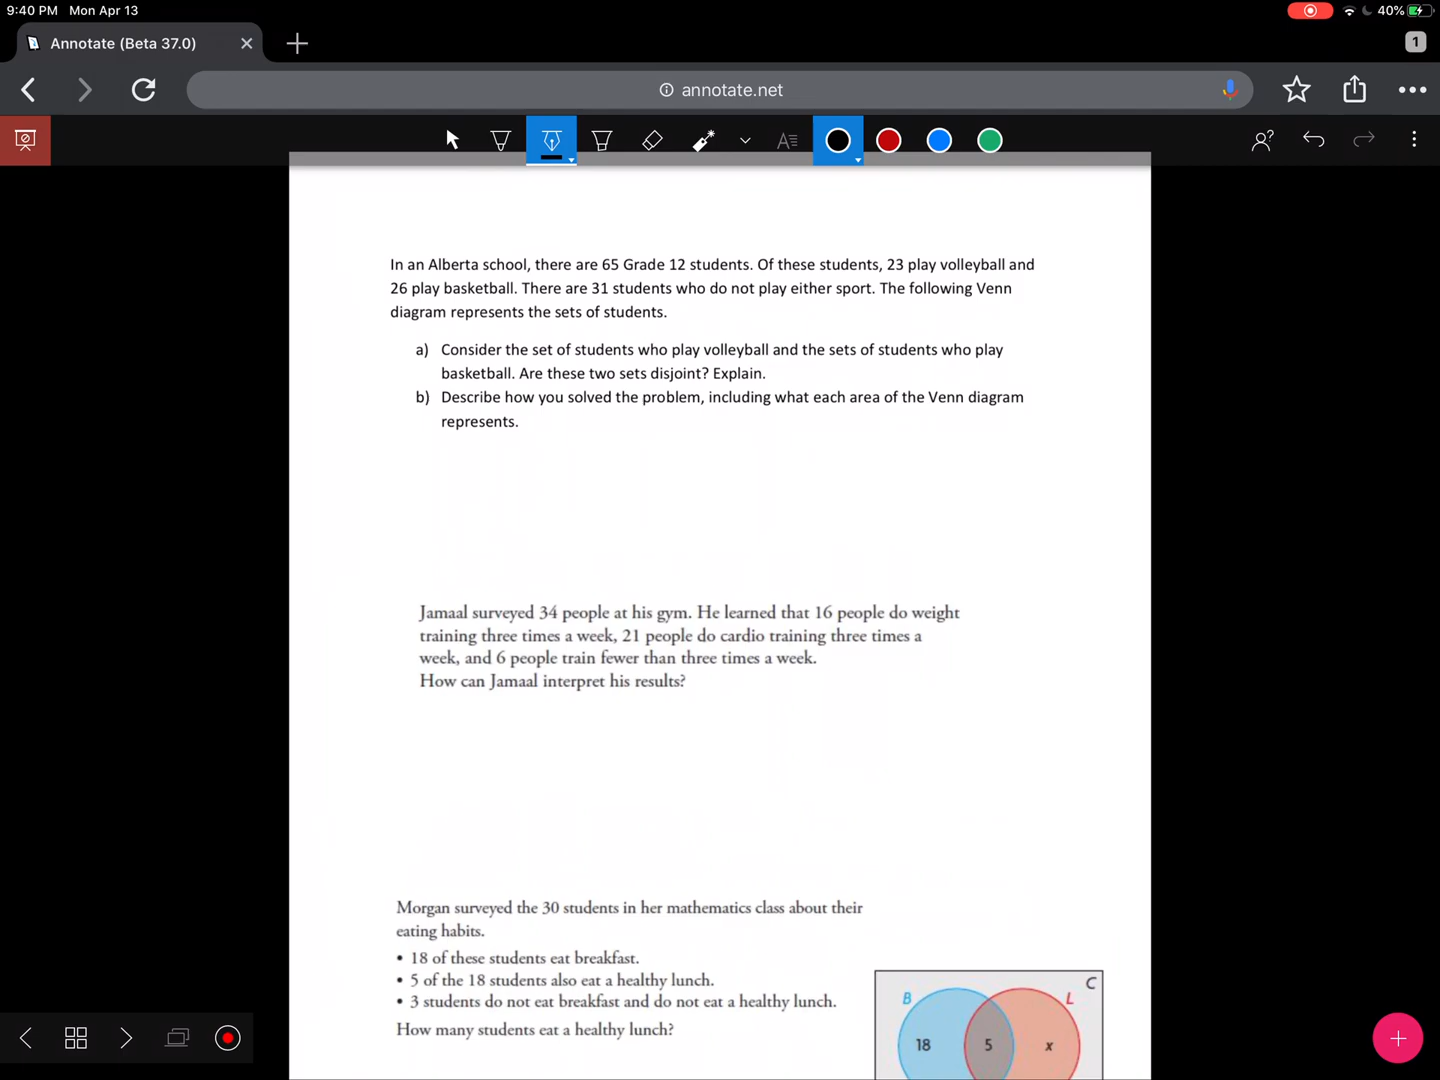 9:40 PM Mon Apr 13
40%
Annotate (Beta 37.0)
1
annotate.net
In an Alberta school, there are 65 Grade 12 students. Of these students, 23 play volleyball and
26 play basketball. There are 31 students who do not play either sport. The following Venn
diagram represents the sets of students.
a) Consider the set of students who play volleyball and the sets of students who play
basketball. Are these two sets disjoint? Explain.
b) Describe how you solved the problem, including what each area of the Venn diagram
represents.
Jamaal surveyed 34 people at his gym. He learned that 16 people do weight
training three times a week, 21 people do cardio training three times a
week, and 6 people train fewer than three times a week.
How can Jamaal interpret his results?
Morgan surveyed the 30 students in her mathematics class about their
eating habits.
• 18 of these students eat breakfast.
• 5 of the 18 students also eat a healthy lunch.
• 3 students do not eat breakfast and do not eat a healthy lunch.
How many students eat a healthy lunch?
C
B L
18 5 x